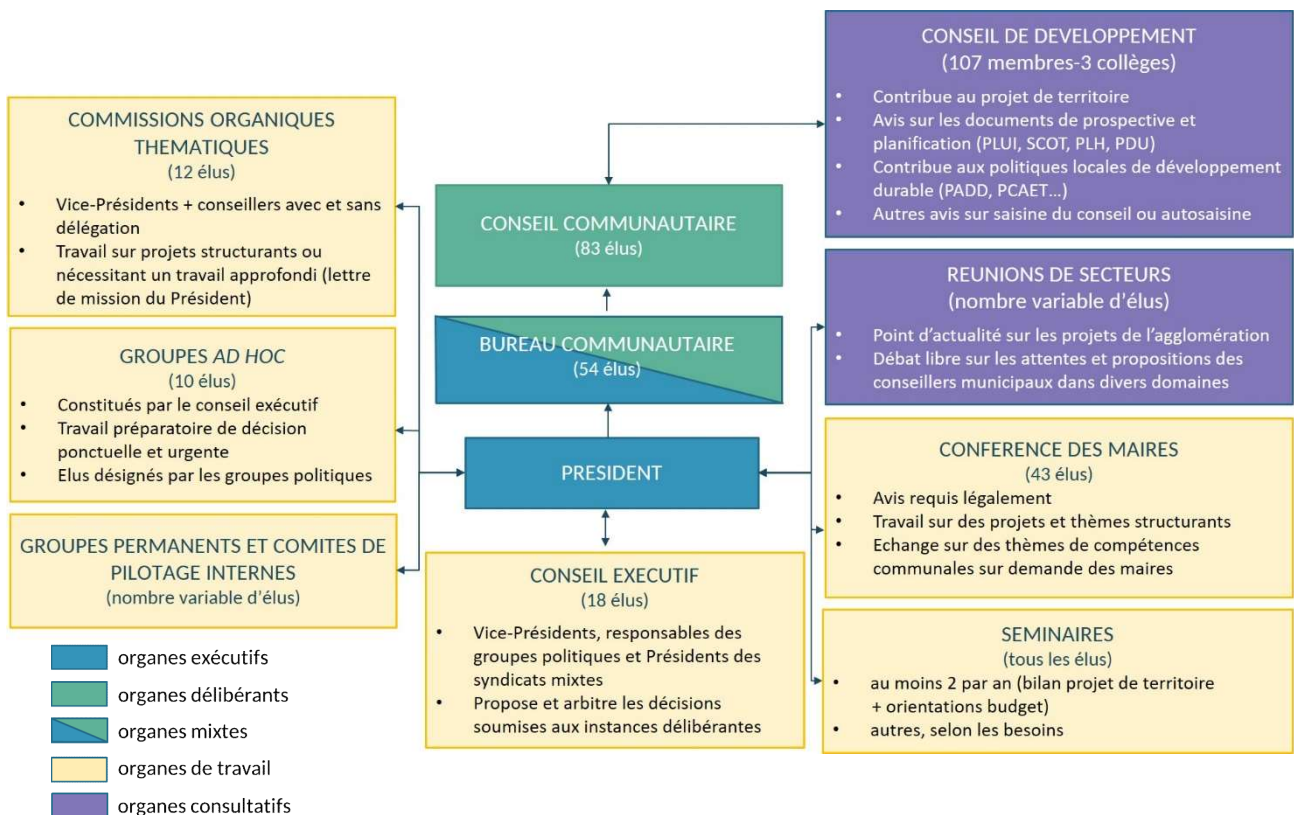 COMMISSIONS ORGANIQUES
THEMATIQUES
(12 élus)
• Vice-Présidents + conseillers avec et sans
délégation
• Travail sur projets structurants ou
nécessitant un travail approfondi (lettre
de mission du Président)
GROUPES AD HOC
(10 élus)
• Constitués par le conseil exécutif
• Travail préparatoire de décision
ponctuelle et urgente
• Elus désignés par les groupes politiques
GROUPES PERMANENTS ET COMITES DE
PILOTAGE INTERNES
(nombre variable d'élus)
CONSEIL COMMUNAUTAIRE
(83 élus)
BUREAU COMMUNAUTAIRE
(54 élus)
PRESIDENT
CONSEIL EXECUTIF
(18 élus)
• Vice-Présidents, responsables des
groupes politiques et Présidents des
syndicats mixtes
• Propose et arbitre les décisions
soumises aux instances délibérantes
CONSEIL DE DEVELOPPEMENT
(107 membres-3 collèges)
• Contribue au projet de territoire
• Avis sur les documents de prospective et
planification (PLUI, SCOT, PLH, PDU)
• Contribue aux politiques locales de développement
durable (PADD, PCAET...)
• Autres avis sur saisine du conseil ou autosaisine
REUNIONS DE SECTEURS
(nombre variable d'élus)
• Point d'actualité sur les projets de l'agglomération
• Débat libre sur les attentes et propositions des
conseillers municipaux dans divers domaines
CONFERENCE DES MAIRES
(43 élus)
• Avis requis légalement
• Travail sur des projets et thèmes structurants
• Echange sur des thèmes de compétences
communales sur demande des maires
SEMINAIRES
(tous les élus)
• au moins 2 par an (bilan projet de territoire
+ orientations budget)
• autres, selon les besoins
organes exécutifs
organes délibérants
organes mixtes
organes de travail
organes consultatifs